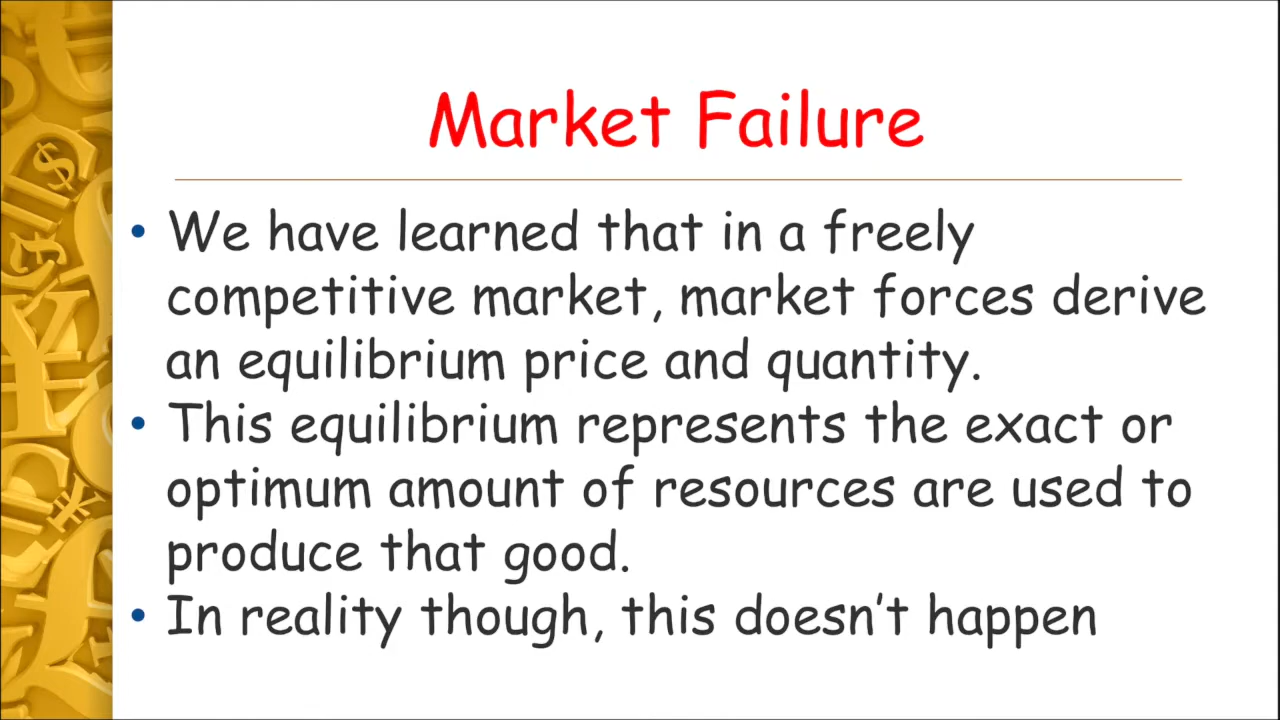 Market Failure
• We have learned that in a freely
competitive market, market forces derive
an equilibrium price and quantity.
• This equilibrium represents the exact or
optimum amount of resources are used to
produce that good.
• In reality though, this doesn’t happen